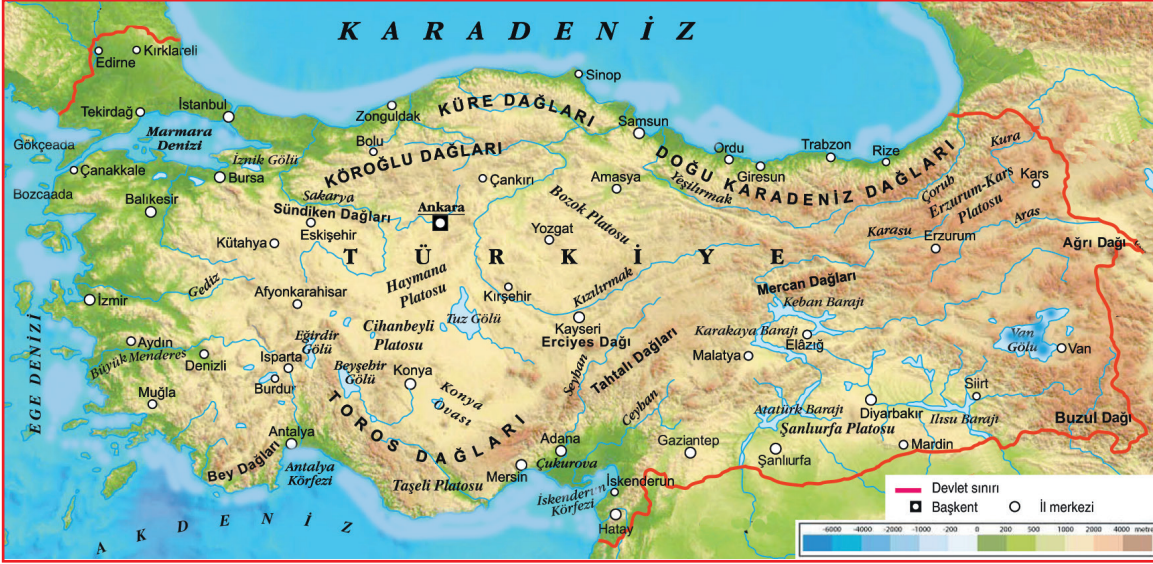 KARADENİZ
Edirne
Kırklareli
Sinop
Tekirdağ
İstanbul
Zonguldak
KÜRE DAĞLARI
Samsun
Marmara
Denizi
Gökçeada
Bolu
KÖROĞLU DAĞLARI
Ordu
Giresun
Trabzon
Rize
Kura
DOĞU KARADENİZ DAĞLARI
Çanakkale
İznik Gölü
Bursa
Çankırı
Amasya
Yeşilırmak
Çoruh
Erzurum-Kars
Platosu
Kars
Bozcaada
Balıkesir
Sakarya
Sündiken Dağları
Eskişehir
Ankara
Bozok Platosu
Yozgat
Karasu
Aras
Erzurum
Ağrı Dağı
Kütahya
TÜRKİYE
Gediz
Haymana
Platosu
Mercan Dağları
İzmir
Afyonkarahisar
Kırşehir
Kızılırmak
Keban Barajı
EGE DENİZİ
Eğirdir
Gölü
Cihanbeyli
Platosu
Tuz Gölü
Kayseri
Erciyes Dağı
Karakaya Barajı
Elâzığ
Van
Gölü
Van
Aydın
Büyük Menderes
Denizli
Isparta
Burdur
Beyşehir
Gölü
Konya
Konya
Ovası
Seyhan
Tahtalı Dağları
Malatya
Ceyhan
Siirt
Muğla
Atatürk Barajı
Diyarbakır
Ilısu Barajı
Buzul Dağı
Şanlıurfa Platosu
TOROS DAĞLARI
Antalya
Bey Dağları
Antalya
Körfezi
Adana
Çukurova
Gaziantep
Şanlıurfa
Mardin
Mersin
Taşeli Platosu
İskenderun
İskenderun
Körfezi
Hatay
AKDENİZ
Devlet sınırı
Başkent
İl merkezi
-6000 -4000 -2000 -1000 -200 0 200 500 1000 2000 4000 metre